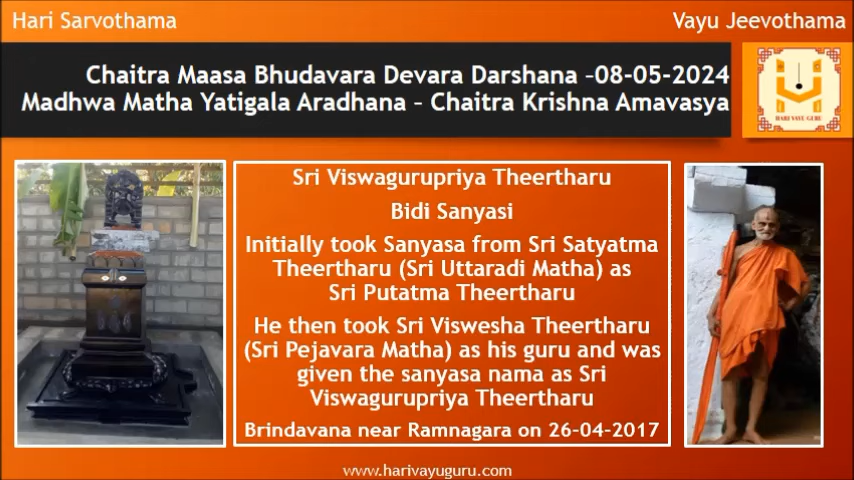 Hari Sarvothama
Vayu Jeevothama
Chaitra Maasa Bhudavara Devara Darshana –08-05-2024
Madhwa Matha Yatigala Aradhana – Chaitra Krishna Amavasya
HARI VAYU GURU
Sri Viswagurupriya Theertharu
Bidi Sanyasi
Initially took Sanyasa from Sri Satyatma
Theertharu (Sri Uttaradi Matha) as
Sri Putatma Theertharu
He then took Sri Viswesha Theertharu
(Sri Pejavara Matha) as his guru and was
given the sanyasa nama as Sri
Viswagurupriya Theertharu
Brindavana near Ramnagara on 26-04-2017
www.harivayuguru.com